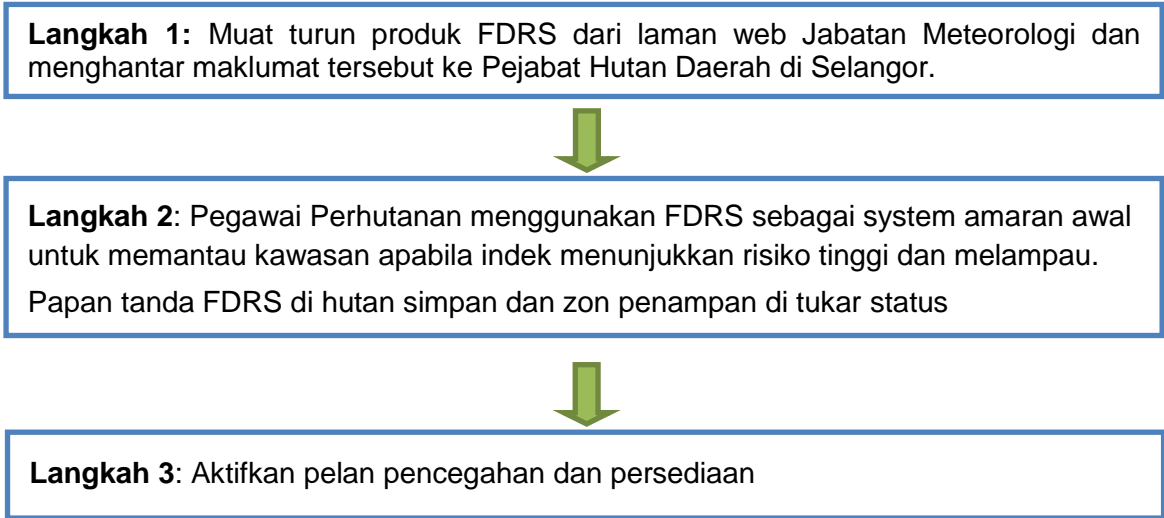 Langkah 1: Muat turun produk FDRS dari laman web Jabatan Meteorologi dan
menghantar maklumat tersebut ke Pejabat Hutan Daerah di Selangor.
Langkah 2: Pegawai Perhutanan menggunakan FDRS sebagai system amaran awal
untuk memantau kawasan apabila indek menunjukkan risiko tinggi dan melampau.
Papan tanda FDRS di hutan simpan dan zon penampan di tukar status
Langkah 3: Aktifkan pelan pencegahan dan persediaan